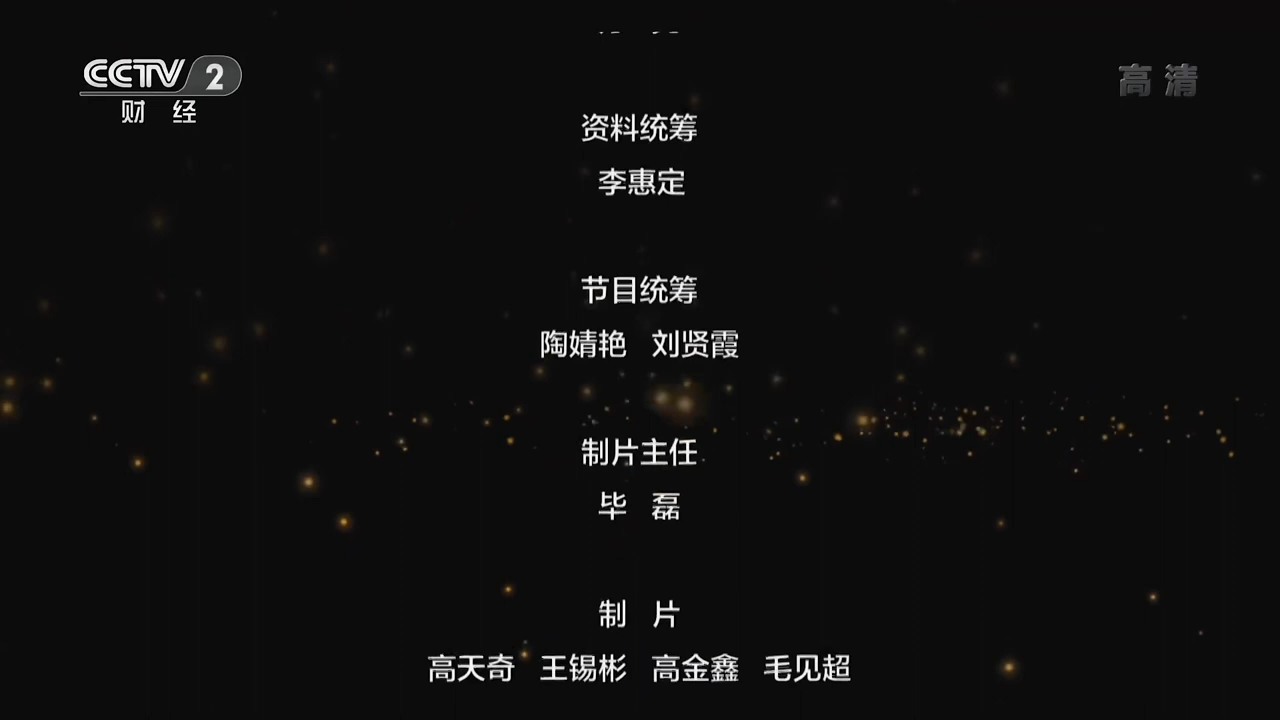 CCTV 2
财 经
高 清
资料统筹
李惠定
节目统筹
陶婧艳 刘贤霞
制片主任
毕 磊
制 片
高天奇 王锡彬 高金鑫 毛见超